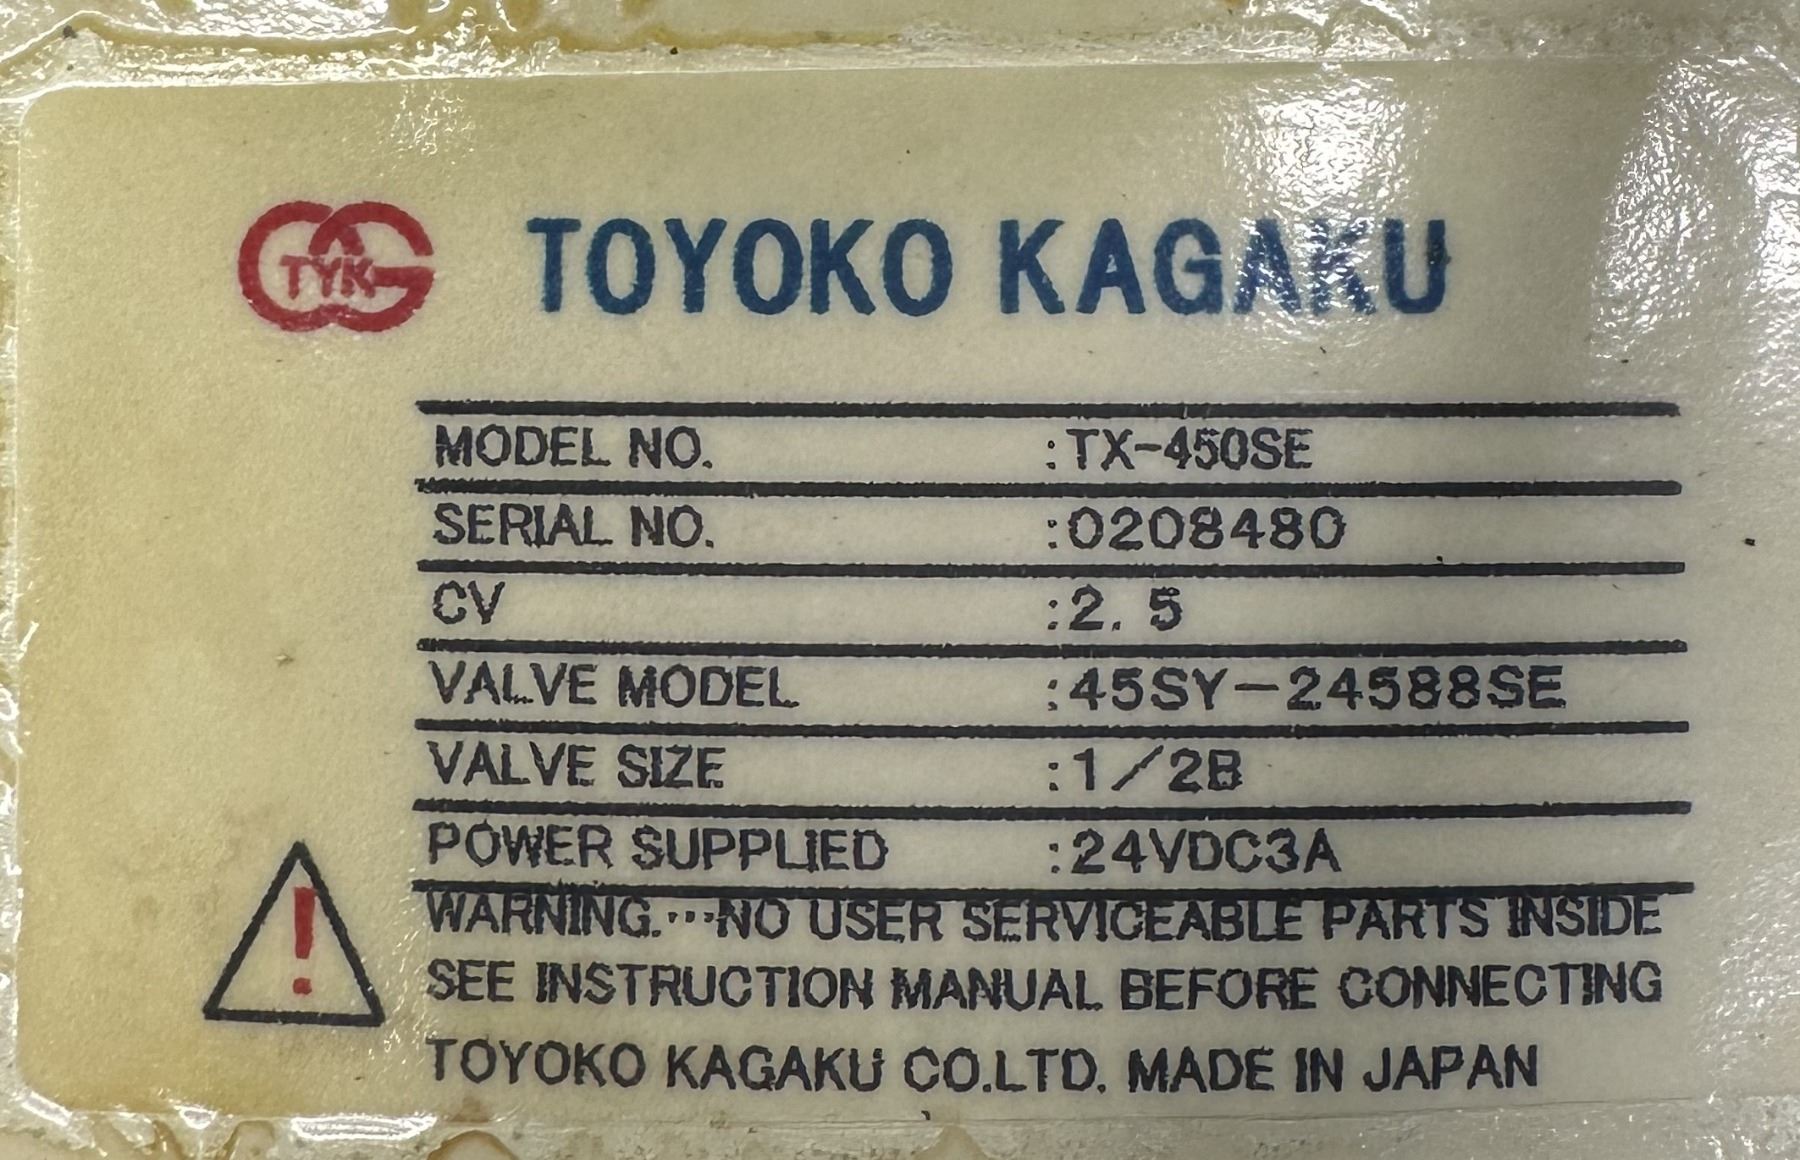 TYK TOYOKO KAGAKU
MODEL NO. :TX-450SE
SERIAL NO. :0208480
CV :2. 5
VALVE MODEL :45SY-24588SE
VALVE SIZE :1/2B
POWER SUPPLIED :24VDC3A
! WARNING.···NO USER SERVICEABLE PARTS INSIDE
SEE INSTRUCTION MANUAL BEFORE CONNECTING
TOYOKO KAGAKU CO.LTD. MADE IN JAPAN